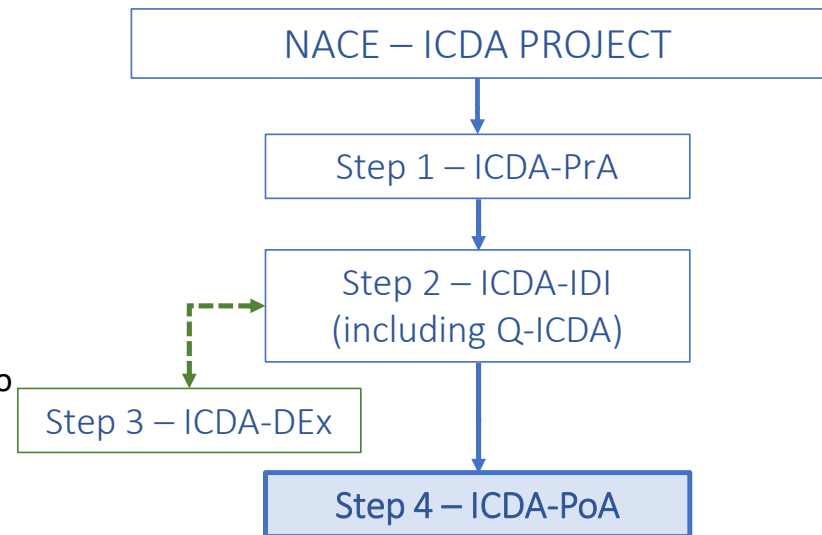 NACE – ICDA PROJECT
Step 1 – ICDA-PrA
Step 2 – ICDA-IDI
(including Q-ICDA)
o
Step 3 – ICDA-DEx
Step 4 – ICDA-PoA